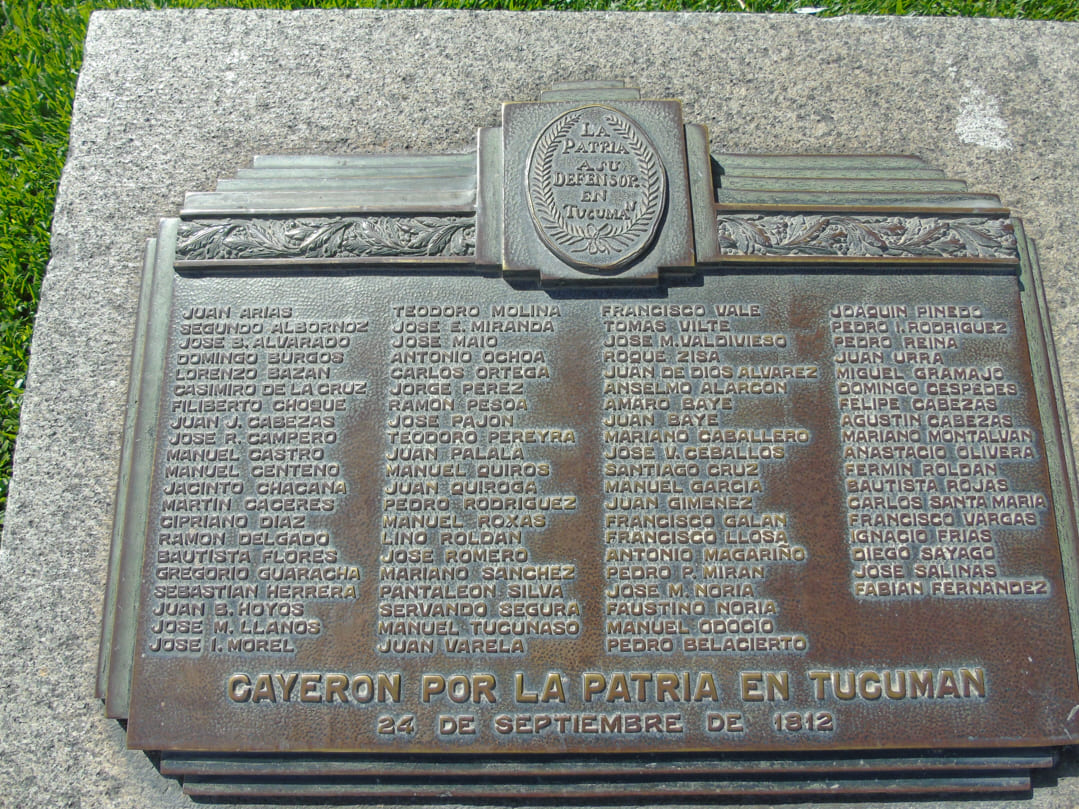 LA
PATRIA
A SU
DEFENSOR
EN
TUCUMAN
JUAN ARIAS
SEGUNDO ALBORNOZ
JOSE B. ALVARADO
DOMINGO BURGOS
LORENZO BAZAN
CASIMIRO DE LA CRUZ
FILIBERTO CHOQUE
JUAN J. CABEZAS
JOSE R. CAMPERO
MANUEL CASTRO
MANUEL CENTENO
JACINTO CHACANA
MARTIN CACERES
CIPRIANO DIAZ
RAMON DELGADO
BAUTISTA FLORES
GREGORIO GUARACHA
SEBASTIAN HERRERA
JUAN B. HOYOS
JOSE M. LLANOS
JOSE I. MOREL
TEODORO MOLINA
JOSE E. MIRANDA
JOSE MAIO
ANTONIO OCHOA
CARLOS ORTEGA
JORGE PEREZ
RAMON PESOA
JOSE PAJON
TEODORO PEREYRA
JUAN PALALA
MANUEL QUIROS
JUAN QUIROGA
PEDRO RODRIGUEZ
MANUEL ROXAS
LINO ROLDAN
JOSE ROMERO
MARIANO SANCHEZ
PANTALEON SILVA
SERVANDO SEGURA
MANUEL TUCUNASO
JUAN VARELA
FRANCISCO VALE
TOMAS VILTE
JOSE M. VALDIVIESO
ROQUE ZISA
JUAN DE DIOS ALVAREZ
ANSELMO ALARCON
AMARO BAYE
JUAN BAYE
MARIANO CABALLERO
JOSE V. CEBALLOS
SANTIAGO CRUZ
MANUEL GARCIA
JUAN GIMENEZ
FRANCISCO GALAN
FRANCISCO LLOSA
ANTONIO MAGARIÑO
PEDRO P. MIRAN
JOSE M. NORIA
FAUSTINO NORIA
MANUEL ODOCIO
PEDRO BELACIERTO
JOAQUIN PINEDO
PEDRO I. RODRIGUEZ
PEDRO REINA
JUAN URRA
MIGUEL GRAMAJO
DOMINGO CESPEDES
FELIPE CABEZAS
AGUSTIN CABEZAS
MARIANO MONTALVAN
ANASTACIO OLIVERA
FERMIN ROLDAN
BAUTISTA ROJAS
CARLOS SANTA MARIA
FRANCISCO VARGAS
IGNACIO FRIAS
DIEGO SAYAGO
JOSE SALINAS
FABIAN FERNANDEZ
CAYERON POR LA PATRIA EN TUCUMAN
24 DE SEPTIEMBRE DE 1812